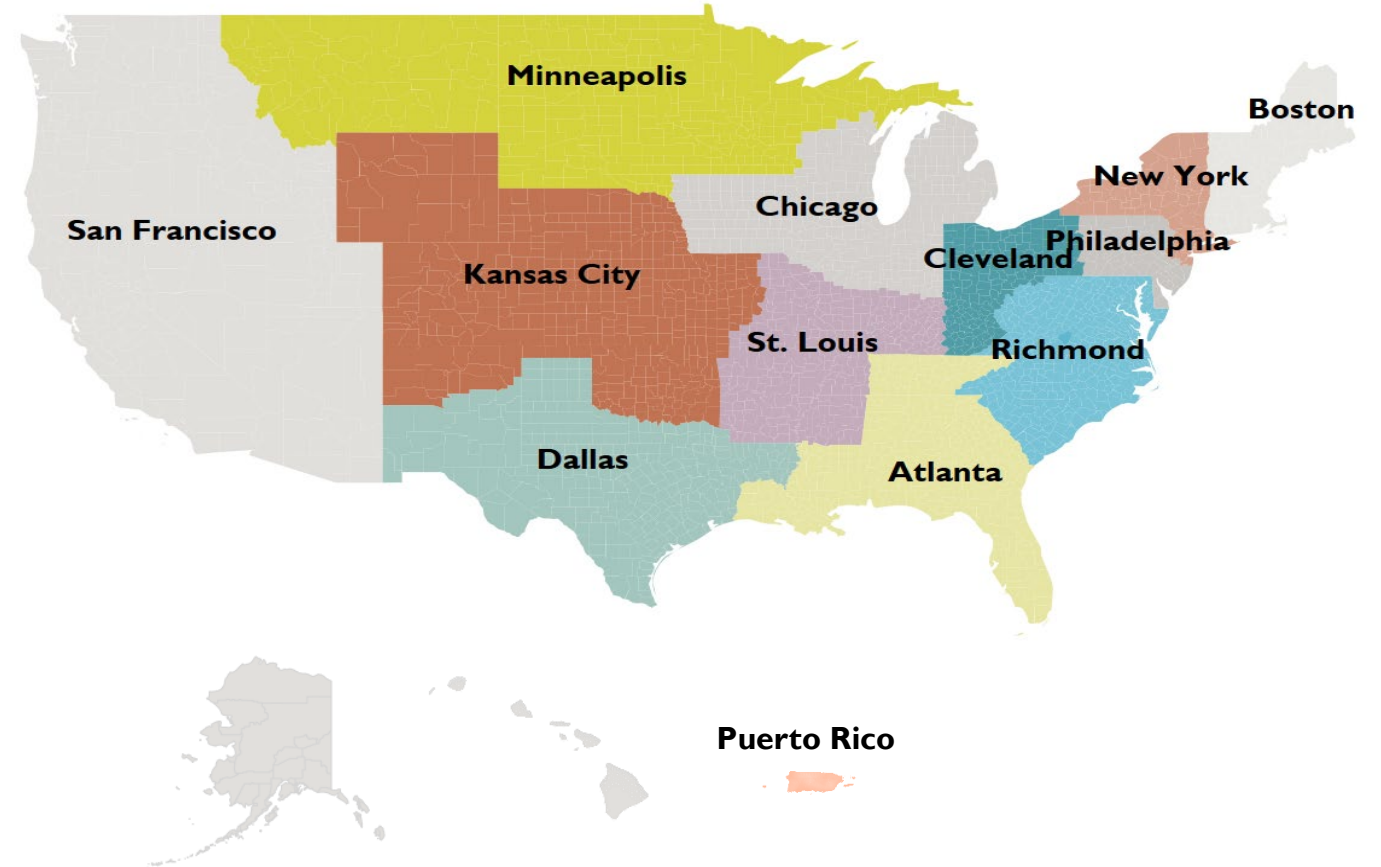 Minneapolis
Boston
New York
Chicago
San Francisco
Philadelphia
Cleveland
Kansas City
St. Louis
Richmond
Dallas
Atlanta
Puerto Rico